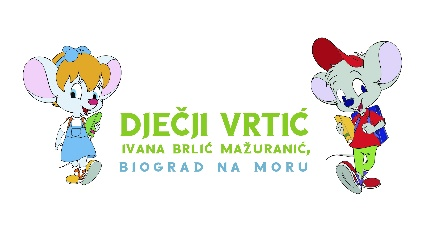 DJEČJI VRTIĆ
IVANA BRLIĆ MAŽURANIĆ,
BIOGRAD NA MORU